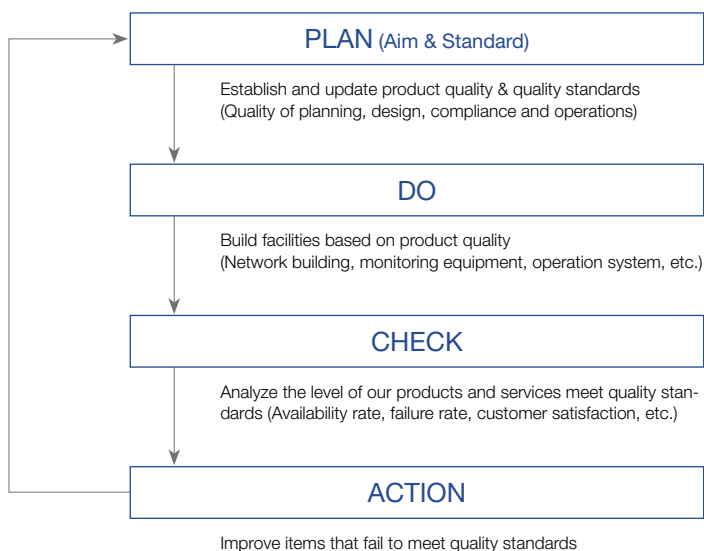 PLAN (Aim & Standard)
Establish and update product quality & quality standards
(Quality of planning, design, compliance and operations)
DO
Build facilities based on product quality
(Network building, monitoring equipment, operation system, etc.)
CHECK
Analyze the level of our products and services meet quality stan-
dards (Availability rate, failure rate, customer satisfaction, etc.)
ACTION
Improve items that fail to meet quality standards